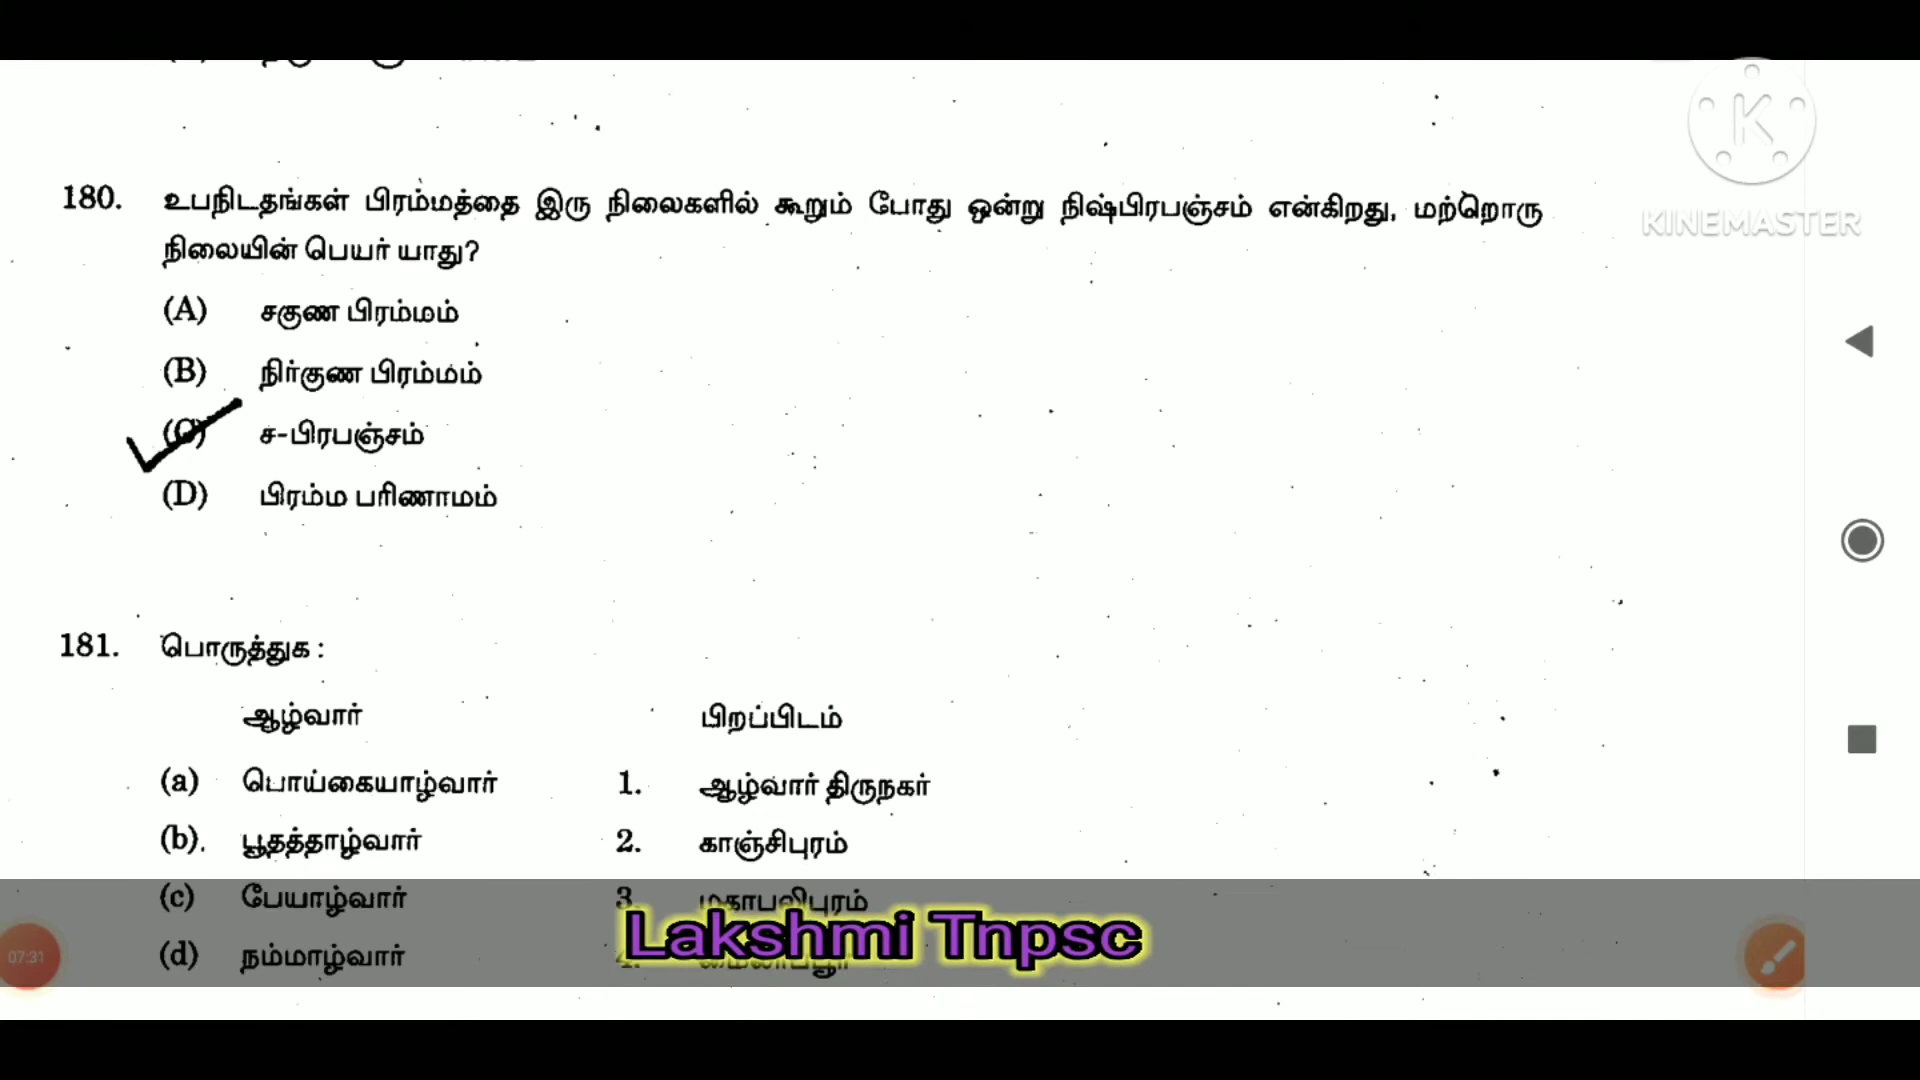 180. உபநிடதங்கள் பிரம்மத்தை இரு நிலைகளில் கூறும் போது ஒன்று நிஷ்பிரபஞ்சம் என்கிறது, மற்றொரு
நிலையின் பெயர் யாது?
(A) சகுண பிரம்மம்
(B) நிர்குண பிரம்மம்
(C) ச-பிரபஞ்சம்
(D) பிரம்ம பரிணாமம்
KINEMASTER
181. பொருத்துக :
ஆழ்வார் பிறப்பிடம்
(a) பொய்கையாழ்வார் 1. ஆழ்வார் திருநகர்
(b) பூதத்தாழ்வார் 2. காஞ்சிபுரம்
(c) பேயாழ்வார் 3. மகாபலிபுரம்
(d) நம்மாழ்வார் 4.
Lakshmi Tnpsc
07:31